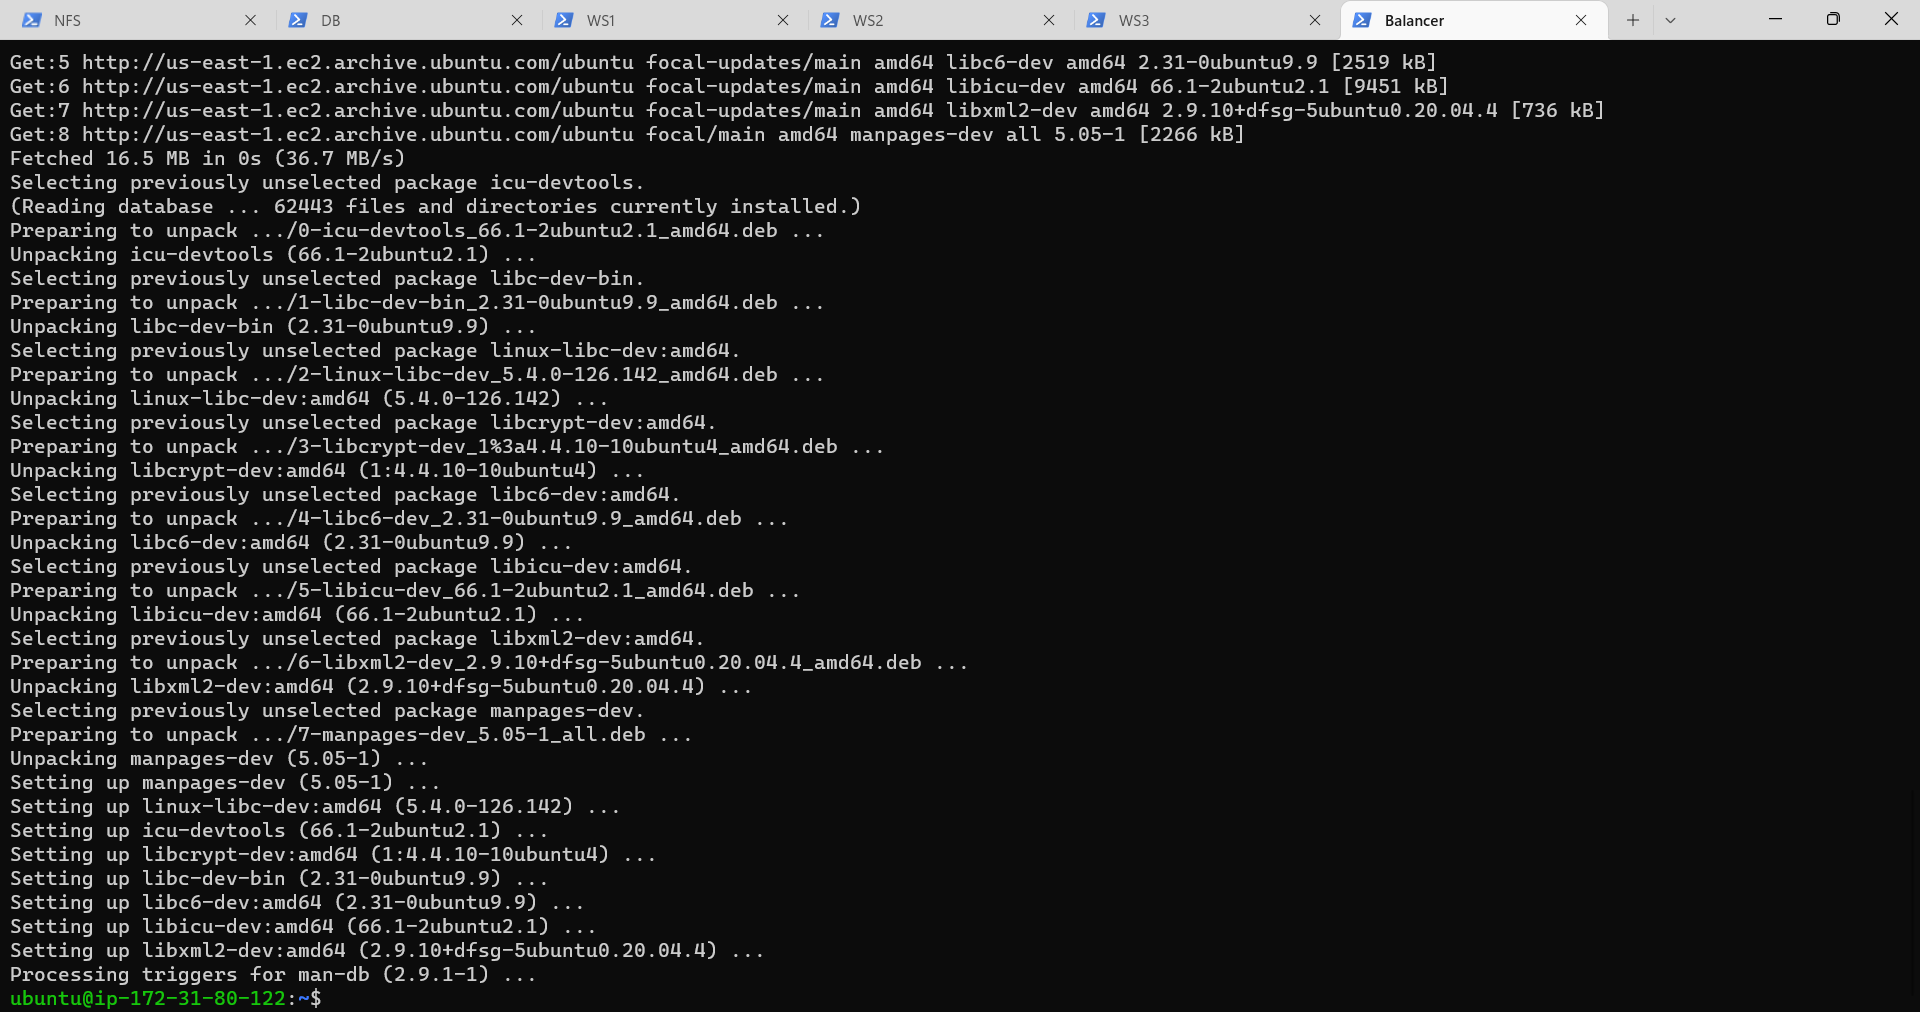 NFS
DB
WS1
WS2
WS3
Balancer
Get:5 http://us-east-1.ec2.archive.ubuntu.com/ubuntu focal-updates/main amd64 libc6-dev amd64 2.31-0ubuntu9.9 [2519 kB]
Get:6 http://us-east-1.ec2.archive.ubuntu.com/ubuntu focal-updates/main amd64 libicu-dev amd64 66.1-2ubuntu2.1 [9451 kB]
Get:7 http://us-east-1.ec2.archive.ubuntu.com/ubuntu focal-updates/main amd64 libxml2-dev amd64 2.9.10+dfsg-5ubuntu0.20.04.4 [736 kB]
Get:8 http://us-east-1.ec2.archive.ubuntu.com/ubuntu focal/main amd64 manpages-dev all 5.05-1 [2266 kB]
Fetched 16.5 MB in 0s (36.7 MB/s)
Selecting previously unselected package icu-devtools.
(Reading database ... 62443 files and directories currently installed.)
Preparing to unpack .../0-icu-devtools_66.1-2ubuntu2.1_amd64.deb ...
Unpacking icu-devtools (66.1-2ubuntu2.1) ...
Selecting previously unselected package libc-dev-bin.
Preparing to unpack .../1-libc-dev-bin_2.31-0ubuntu9.9_amd64.deb ...
Unpacking libc-dev-bin (2.31-0ubuntu9.9) ...
Selecting previously unselected package linux-libc-dev:amd64.
Preparing to unpack .../2-linux-libc-dev_5.4.0-126.142_amd64.deb ...
Unpacking linux-libc-dev:amd64 (5.4.0-126.142) ...
Selecting previously unselected package libcrypt-dev:amd64.
Preparing to unpack .../3-libcrypt-dev_1%3a4.4.10-10ubuntu4_amd64.deb ...
Unpacking libcrypt-dev:amd64 (1:4.4.10-10ubuntu4) ...
Selecting previously unselected package libc6-dev:amd64.
Preparing to unpack .../4-libc6-dev_2.31-0ubuntu9.9_amd64.deb ...
Unpacking libc6-dev:amd64 (2.31-0ubuntu9.9) ...
Selecting previously unselected package libicu-dev:amd64.
Preparing to unpack .../5-libicu-dev_66.1-2ubuntu2.1_amd64.deb ...
Unpacking libicu-dev:amd64 (66.1-2ubuntu2.1) ...
Selecting previously unselected package libxml2-dev:amd64.
Preparing to unpack .../6-libxml2-dev_2.9.10+dfsg-5ubuntu0.20.04.4_amd64.deb ...
Unpacking libxml2-dev:amd64 (2.9.10+dfsg-5ubuntu0.20.04.4) ...
Selecting previously unselected package manpages-dev.
Preparing to unpack .../7-manpages-dev_5.05-1_all.deb ...
Unpacking manpages-dev (5.05-1) ...
Setting up manpages-dev (5.05-1) ...
Setting up linux-libc-dev:amd64 (5.4.0-126.142) ...
Setting up icu-devtools (66.1-2ubuntu2.1) ...
Setting up libcrypt-dev:amd64 (1:4.4.10-10ubuntu4) ...
Setting up libc-dev-bin (2.31-0ubuntu9.9) ...
Setting up libc6-dev:amd64 (2.31-0ubuntu9.9) ...
Setting up libicu-dev:amd64 (66.1-2ubuntu2.1) ...
Setting up libxml2-dev:amd64 (2.9.10+dfsg-5ubuntu0.20.04.4) ...
Processing triggers for man-db (2.9.1-1) ...
ubuntu@ip-172-31-80-122:~$